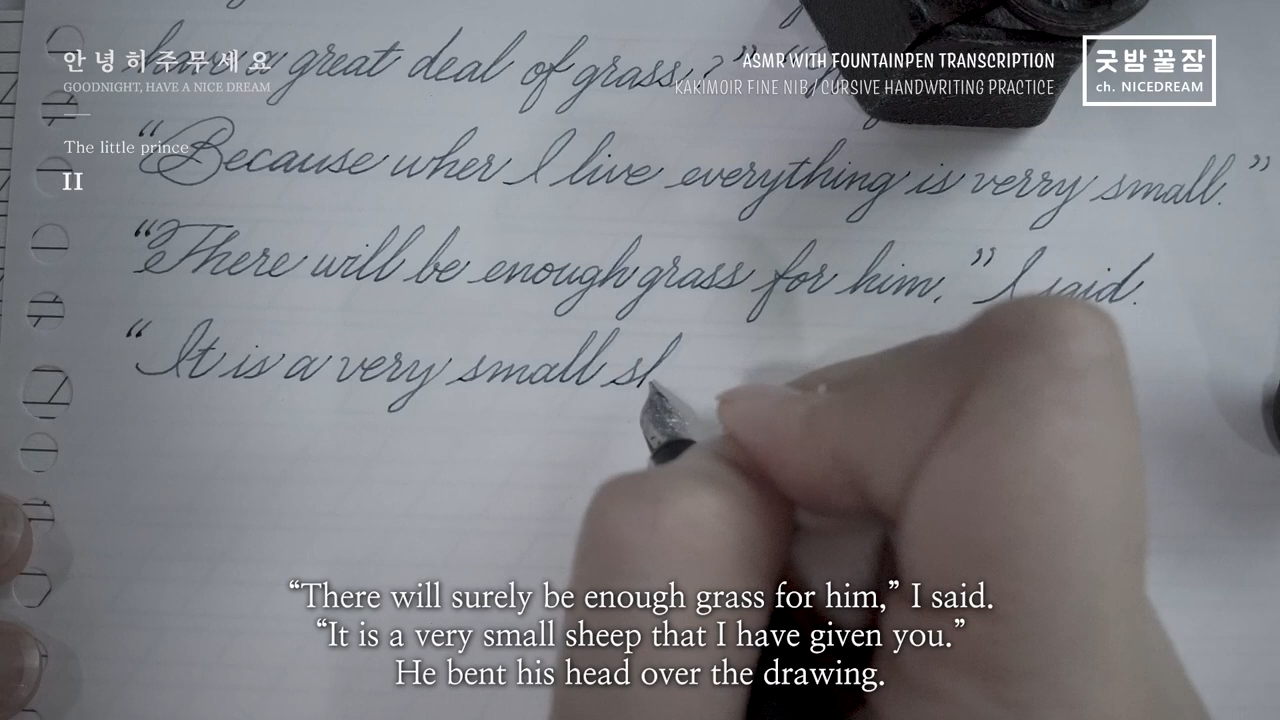 안녕히주무세요
GOODNIGHT, HAVE A NICE DREAM
The little prince
II
ASMR WITH FOUNTAINPEN TRANSCRIPTION
KAKIMOIR FINE NIB / CURSIVE HANDWRITING PRACTICE
굿밤꿀잠
ch. NICEDREAM
have a great deal of grass?”
“Because wher I live everything is verry small.”
“There will be enough grass for him,” I said.
“It is a very small sh
“There will surely be enough grass for him,” I said.
“It is a very small sheep that I have given you.”
He bent his head over the drawing.